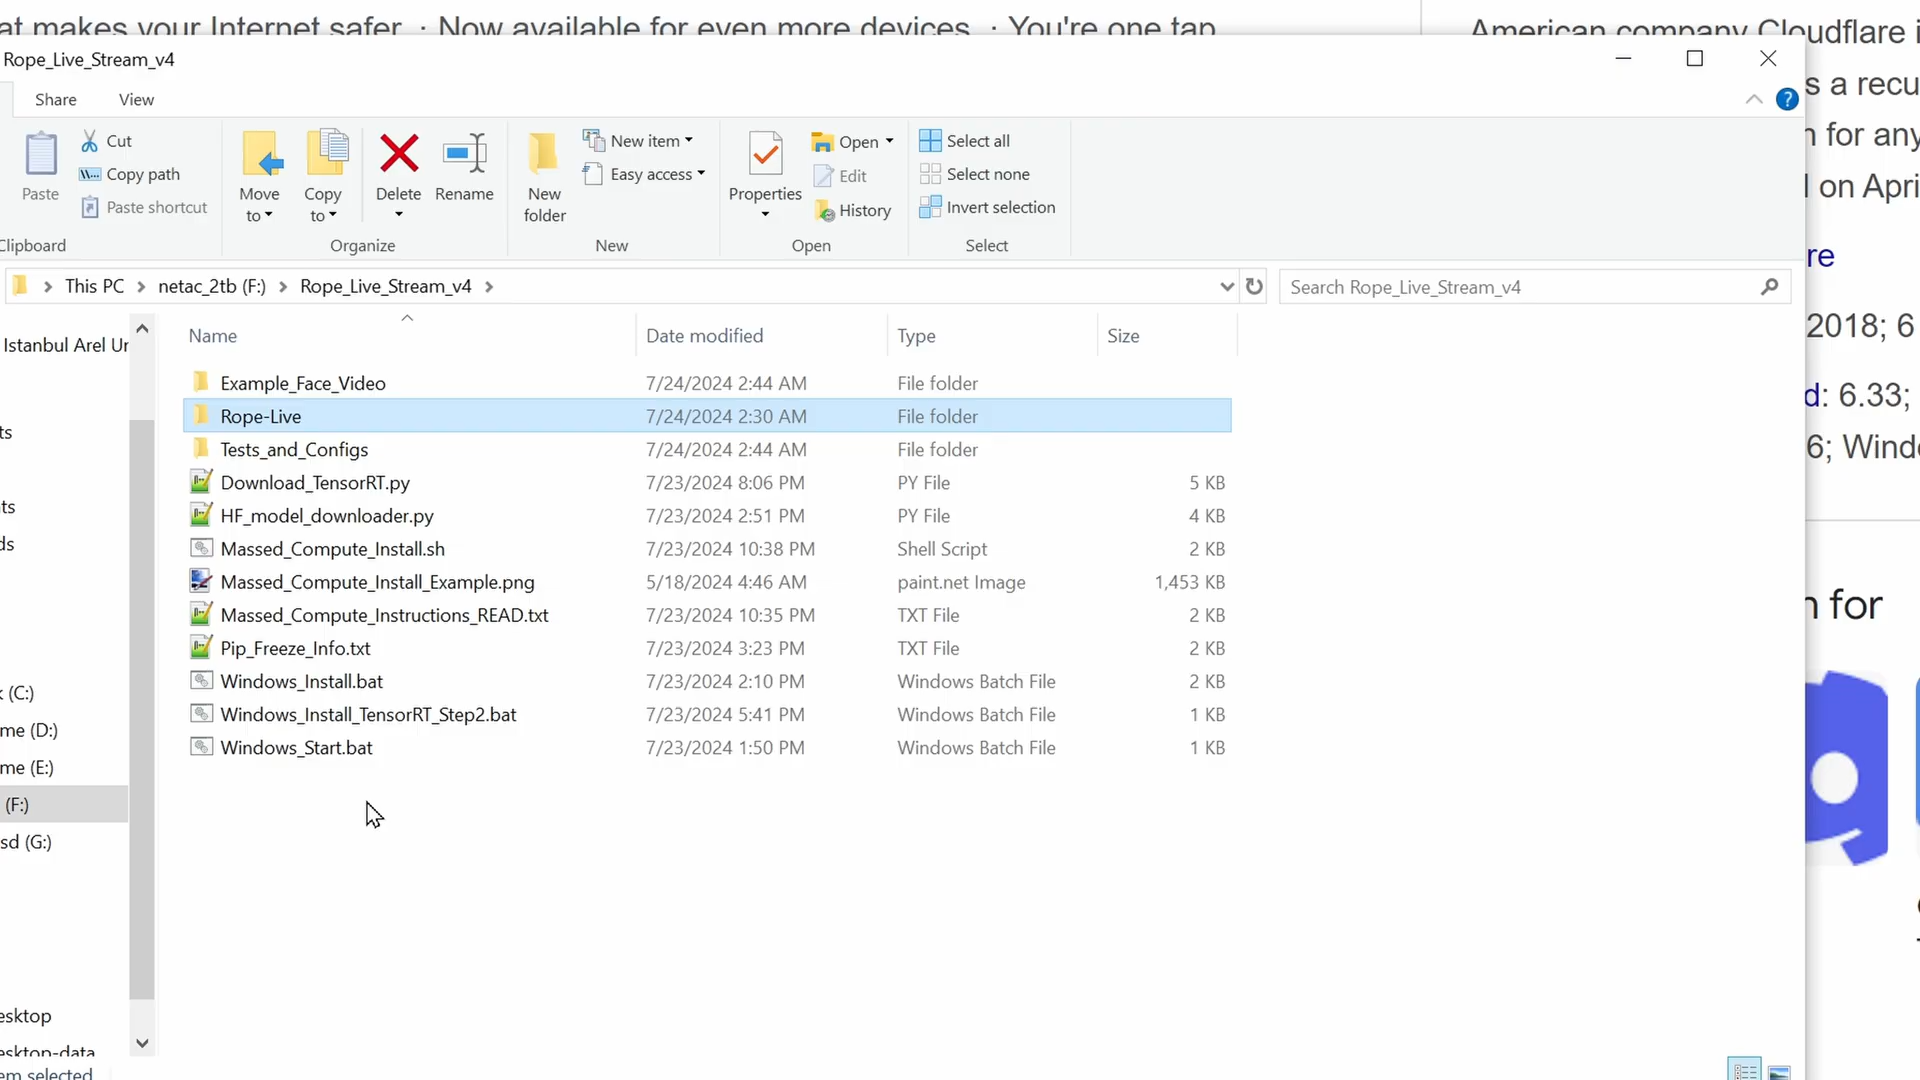 at makes your Internet safer. · Now available for even more devices. · You're one tap
American company Cloudflare i
s a recu
n for any
l on April
re
2018; 6
d: 6.33;
6; Windo
n for
Rope_Live_Stream_v4
Share View
Paste
Cut
Copy path
Paste shortcut
Clipboard
Move to
Copy to
Delete
Rename
Organize
New folder
New item
Easy access
New
Properties
Open
Edit
History
Open
Select all
Select none
Invert selection
Select
This PC > netac_2tb (F:) > Rope_Live_Stream_v4 >
Search Rope_Live_Stream_v4
Istanbul Arel Ur
ts
ts
ds
k (C:)
me (D:)
me (E:)
(F:)
sd (G:)
esktop
esktop-data
em selected
Name Date modified Type Size
Example_Face_Video 7/24/2024 2:44 AM File folder
Rope-Live 7/24/2024 2:30 AM File folder
Tests_and_Configs 7/24/2024 2:44 AM File folder
Download_TensorRT.py 7/23/2024 8:06 PM PY File 5 KB
HF_model_downloader.py 7/23/2024 2:51 PM PY File 4 KB
Massed_Compute_Install.sh 7/23/2024 10:38 PM Shell Script 2 KB
Massed_Compute_Install_Example.png 5/18/2024 4:46 AM paint.net Image 1,453 KB
Massed_Compute_Instructions_READ.txt 7/23/2024 10:35 PM TXT File 2 KB
Pip_Freeze_Info.txt 7/23/2024 3:23 PM TXT File 2 KB
Windows_Install.bat 7/23/2024 2:10 PM Windows Batch File 2 KB
Windows_Install_TensorRT_Step2.bat 7/23/2024 5:41 PM Windows Batch File 1 KB
Windows_Start.bat 7/23/2024 1:50 PM Windows Batch File 1 KB